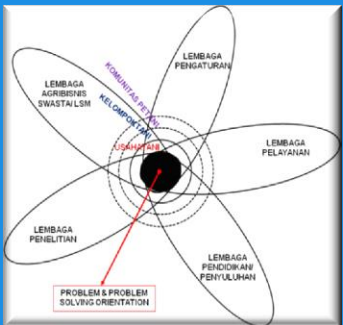 LEMBAGA
PENGATURAN
KOMUNITAS PETANI
LEMBAGA
AGRIBISNIS
SWASTA/LSM
KELOMPOKTANI
USAHATANI
LEMBAGA
PELAYANAN
LEMBAGA
PENELITIAN
LEMBAGA
PENDIDIKAN/
PENYULUHAN
PROBLEM & PROBLEM
SOLVING ORIENTATION